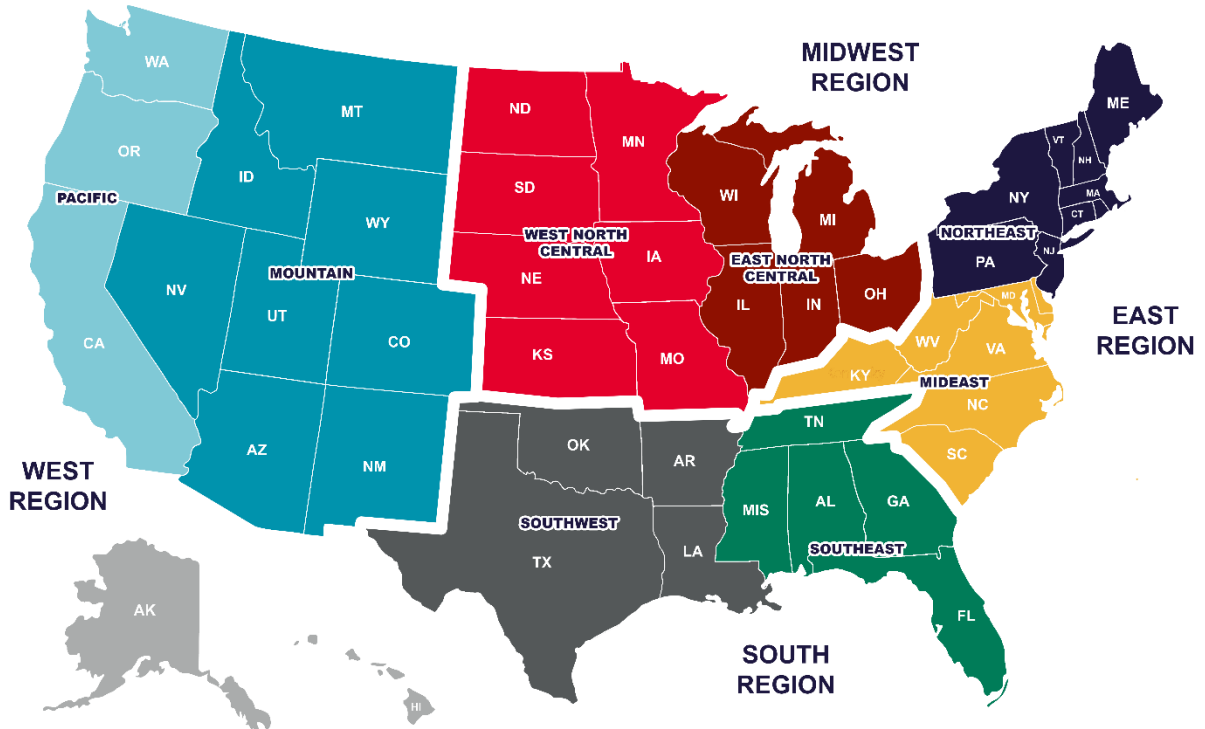 MIDWEST
REGION
WA
MT
ND
MN
ME
OR
ID
SD
WI
MI
VT
NH
NY
MA
CT
PACIFIC
WY
WEST NORTH
CENTRAL
NORTHEAST
MOUNTAIN
NE
IA
EAST NORTH
CENTRAL
PA
NJ
NV
UT
IL
IN
OH
MD
EAST
REGION
CA
CO
KS
MO
KY
WV
VA
MIDEAST
NC
TN
SC
WEST
REGION
AZ
NM
OK
AR
MIS
AL
GA
SOUTHWEST
TX
LA
SOUTHEAST
AK
FL
SOUTH
REGION
HI